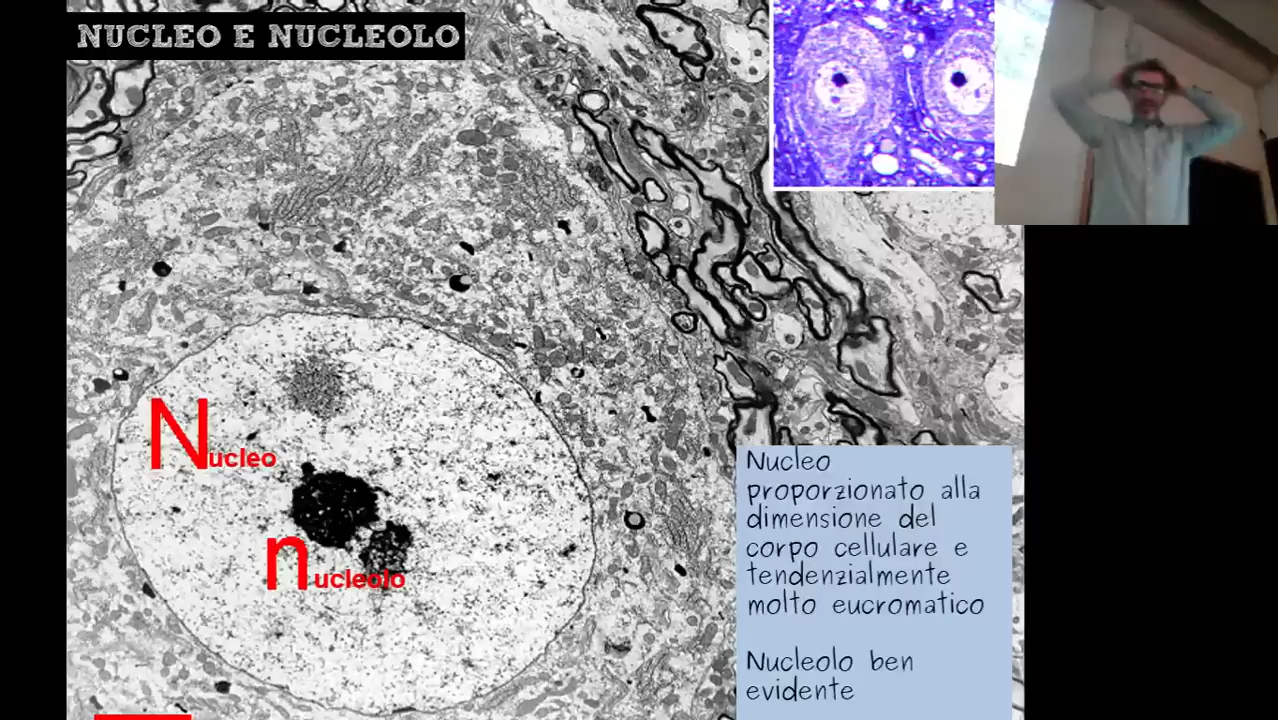 NUCLEO E NUCLEOLO
Nucleo
nucleolo
Nucleo
proporzionato alla
dimensione del
corpo cellulare e
tendenzialmente
molto eucromatico
Nucleolo ben
evidente